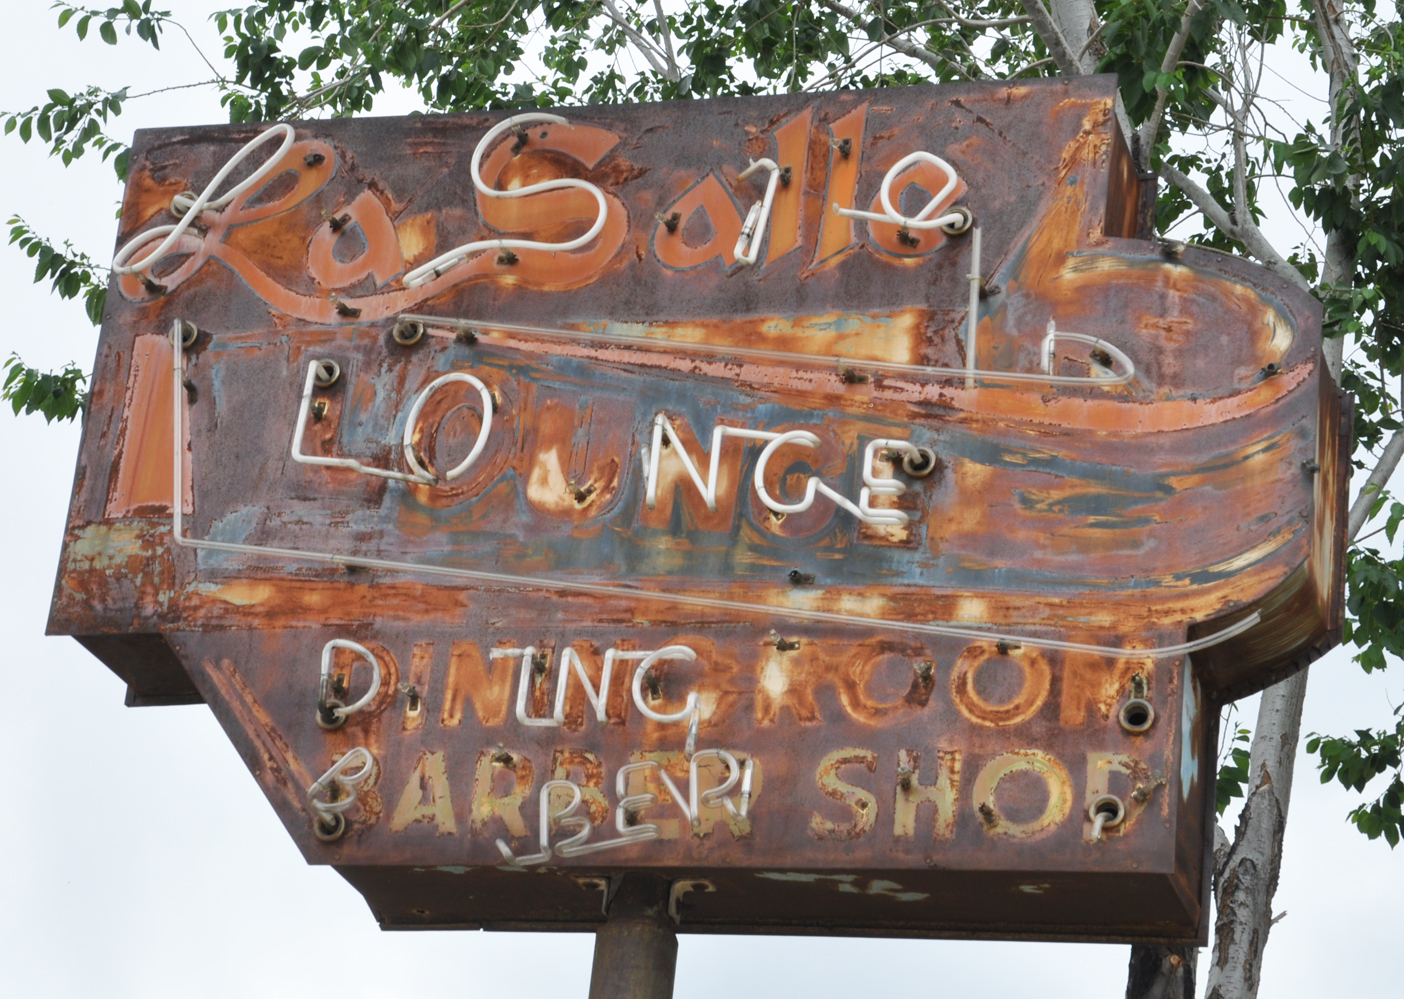 La Salle
LOUNGE
DINING ROOM
BARBER SHOP